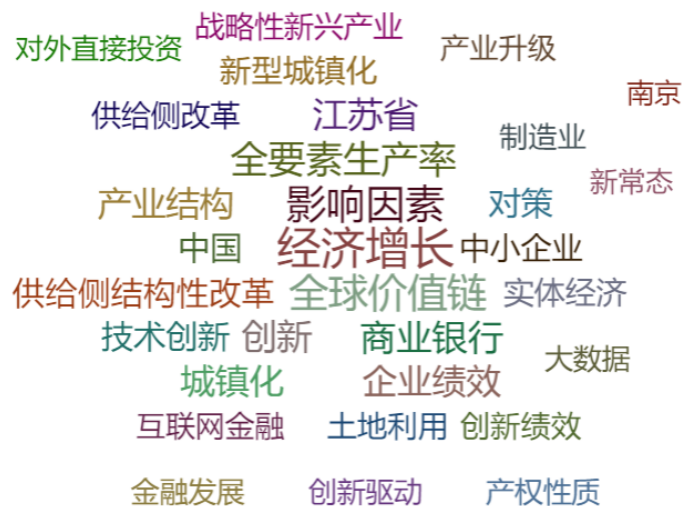 战略性新兴产业
对外直接投资
产业升级
新型城镇化
南京
供给侧改革
江苏省
制造业
全要素生产率
新常态
产业结构
影响因素
对策
中国
经济增长
中小企业
供给侧结构性改革
全球价值链
实体经济
技术创新
创新
商业银行
大数据
城镇化
企业绩效
互联网金融
土地利用
创新绩效
金融发展
创新驱动
产权性质